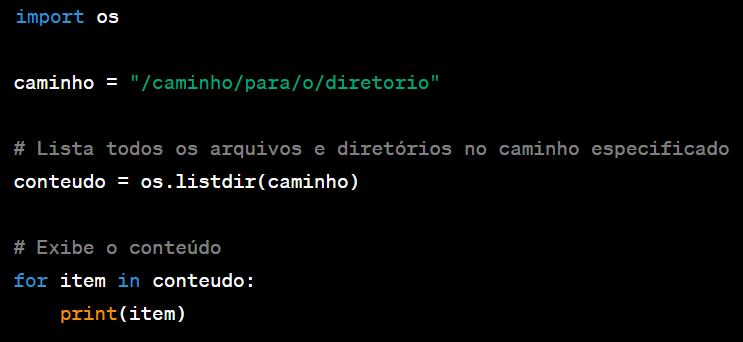 import os
caminho = "/caminho/para/o/diretorio"
# Lista todos os arquivos e diretórios no caminho especificado
conteudo = os.listdir(caminho)
# Exibe o conteúdo
for item in conteudo:
    print(item)